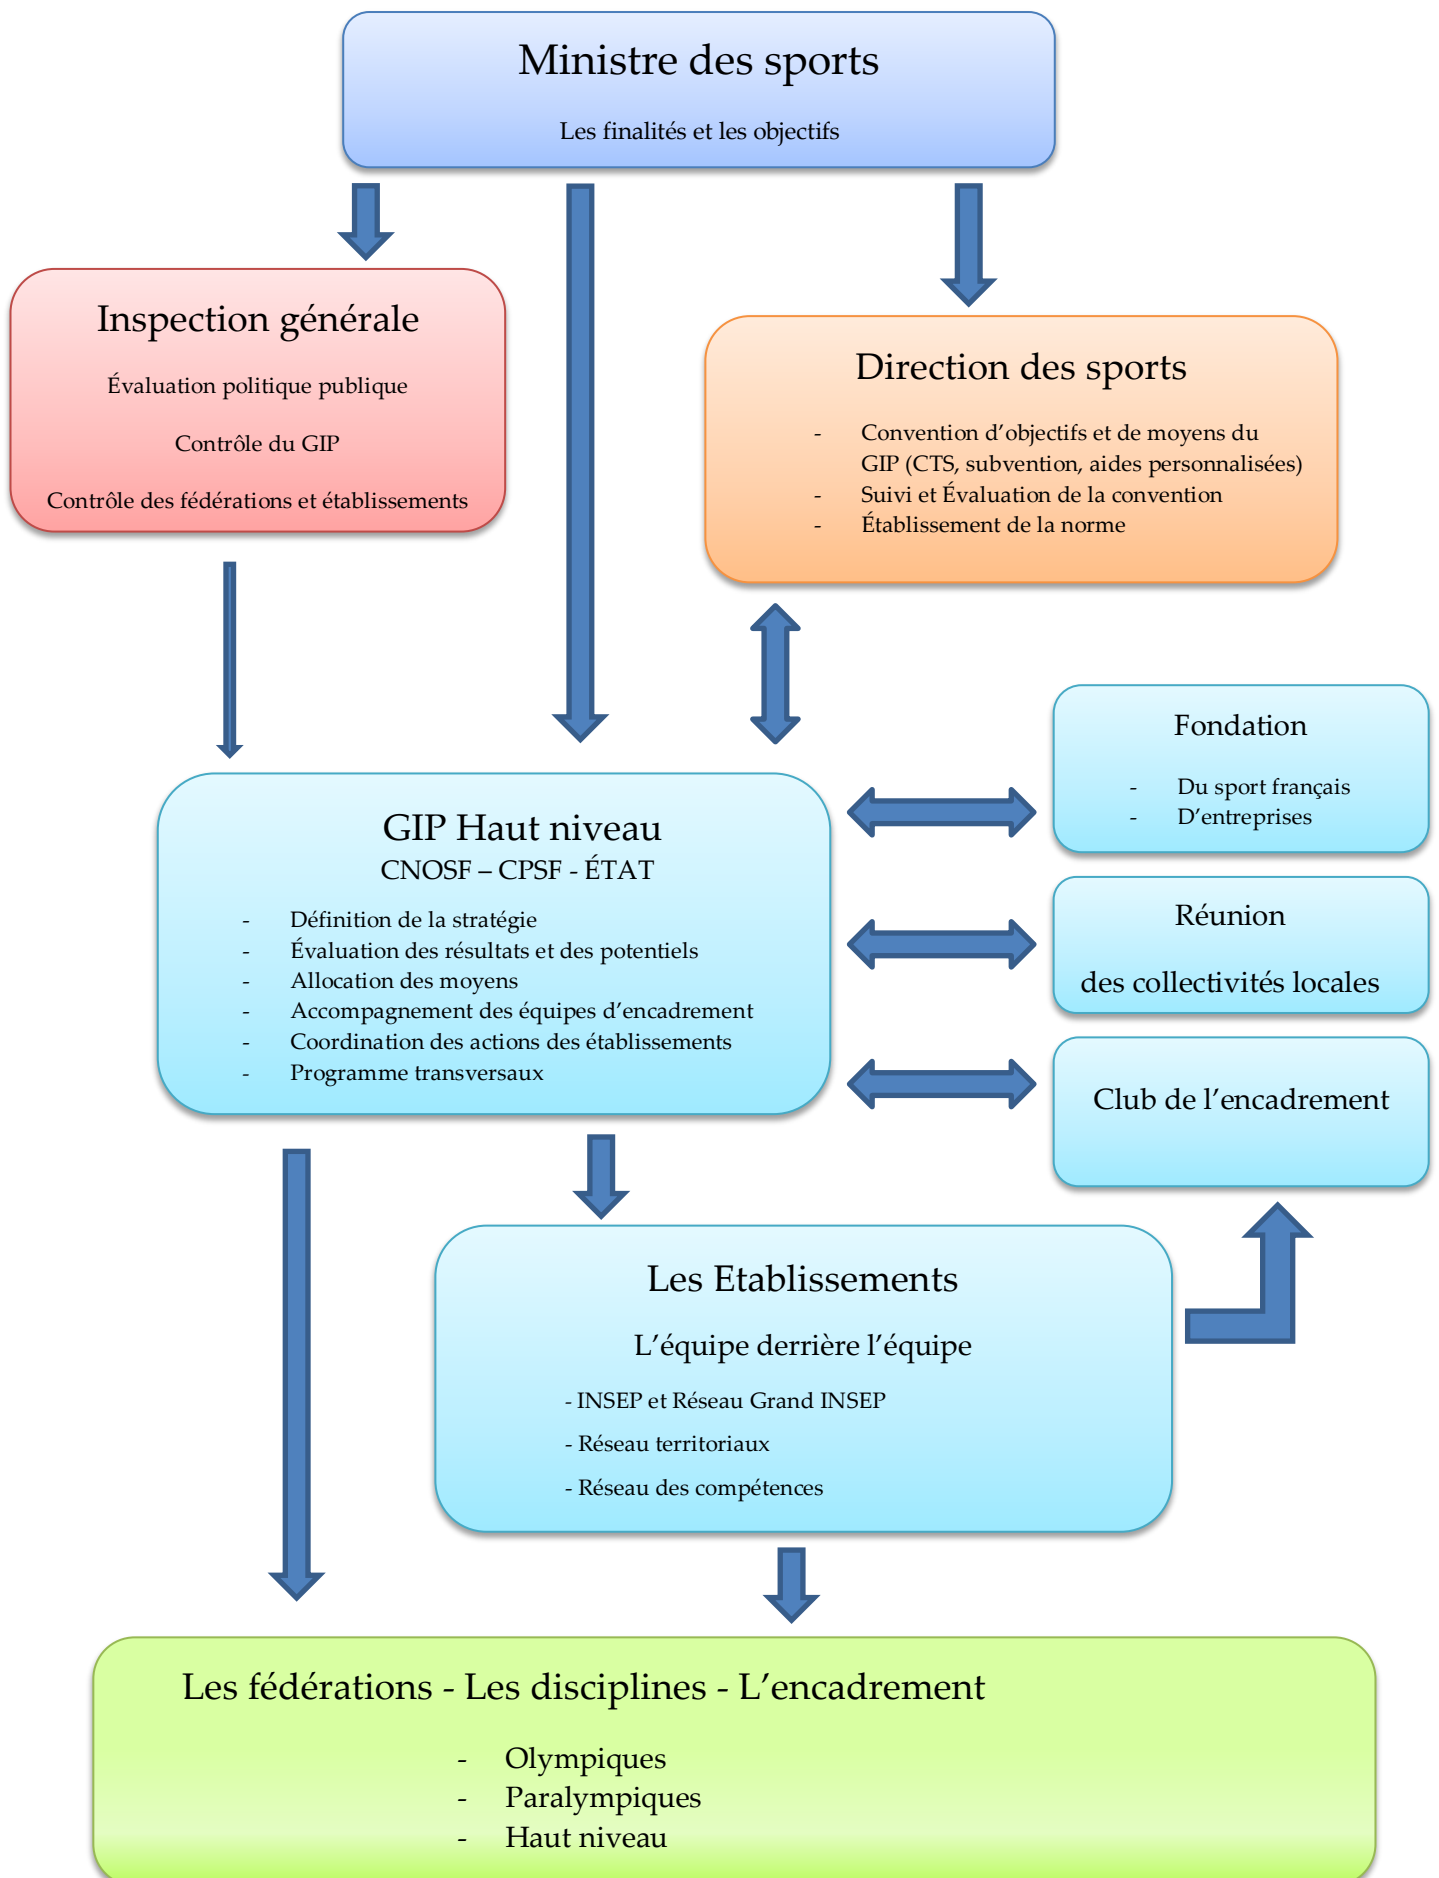 Ministre des sports
Les finalités et les objectifs
Inspection générale
Évaluation politique publique
Contrôle du GIP
Contrôle des fédérations et établissements
Direction des sports
- Convention d’objectifs et de moyens du
GIP (CTS, subvention, aides personnalisées)
- Suivi et Évaluation de la convention
- Établissement de la norme
Fondation
- Du sport français
- D’entreprises
GIP Haut niveau
CNOSF – CPSF - ÉTAT
- Définition de la stratégie
- Évaluation des résultats et des potentiels
- Allocation des moyens
- Accompagnement des équipes d’encadrement
- Coordination des actions des établissements
- Programme transversaux
Réunion
des collectivités locales
Club de l’encadrement
Les Etablissements
L’équipe derrière l’équipe
- INSEP et Réseau Grand INSEP
- Réseau territoriaux
- Réseau des compétences
Les fédérations - Les disciplines - L’encadrement
- Olympiques
- Paralympiques
- Haut niveau